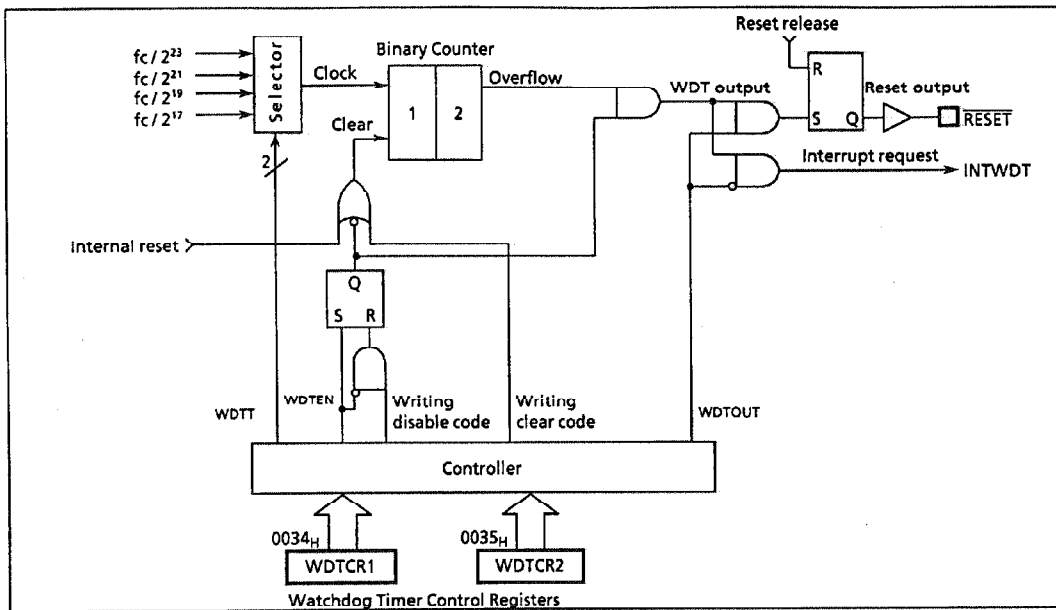 Reset release
fc / 2²³
fc / 2²¹
fc / 2¹⁹
fc / 2¹⁷
Selector
Clock
Clear
2
Binary Counter
1 2
Overflow
WDT output
R
S Q
Reset output
RESET
Interrupt request
INTWDT
Internal reset
Q
S R
WDTT
WDTEN
Writing
disable code
Writing
clear code
WDTOUT
Controller
0034H
WDTCR1
0035H
WDTCR2
Watchdog Timer Control Registers